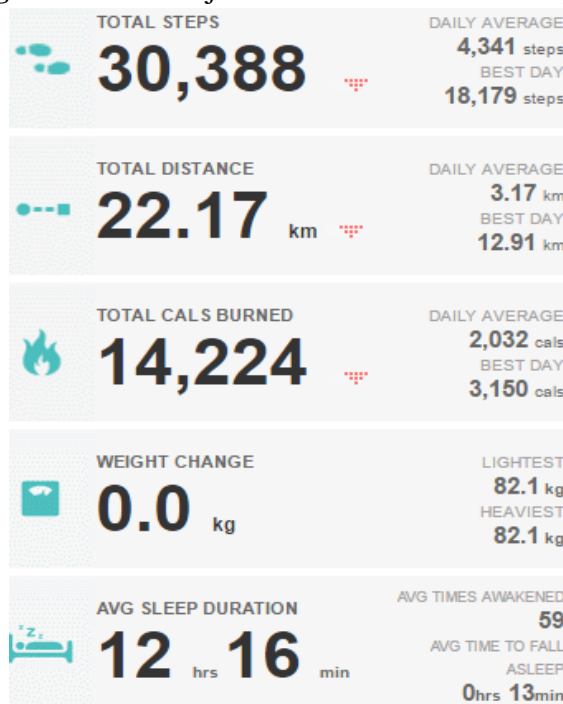 TOTAL STEPS
30,388
DAILY AVERAGE
4,341 steps
BEST DAY
18,179 steps
TOTAL DISTANCE
22.17 km
DAILY AVERAGE
3.17 km
BEST DAY
12.91 km
TOTAL CALS BURNED
14,224
DAILY AVERAGE
2,032 cals
BEST DAY
3,150 cals
WEIGHT CHANGE
0.0 kg
LIGHTEST
82.1 kg
HEAVIEST
82.1 kg
AVG SLEEP DURATION
12 hrs 16 min
AVG TIMES AWAKENED
59
AVG TIME TO FALL
ASLEEP
0hrs 13min